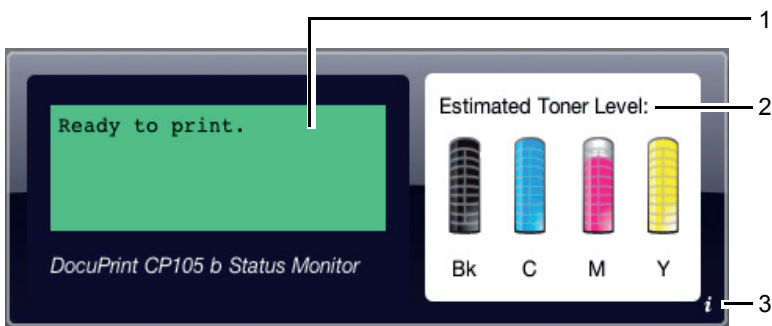 1
Ready to print.
Estimated Toner Level:
2
DocuPrint CP105 b Status Monitor
Bk C M Y
i
3